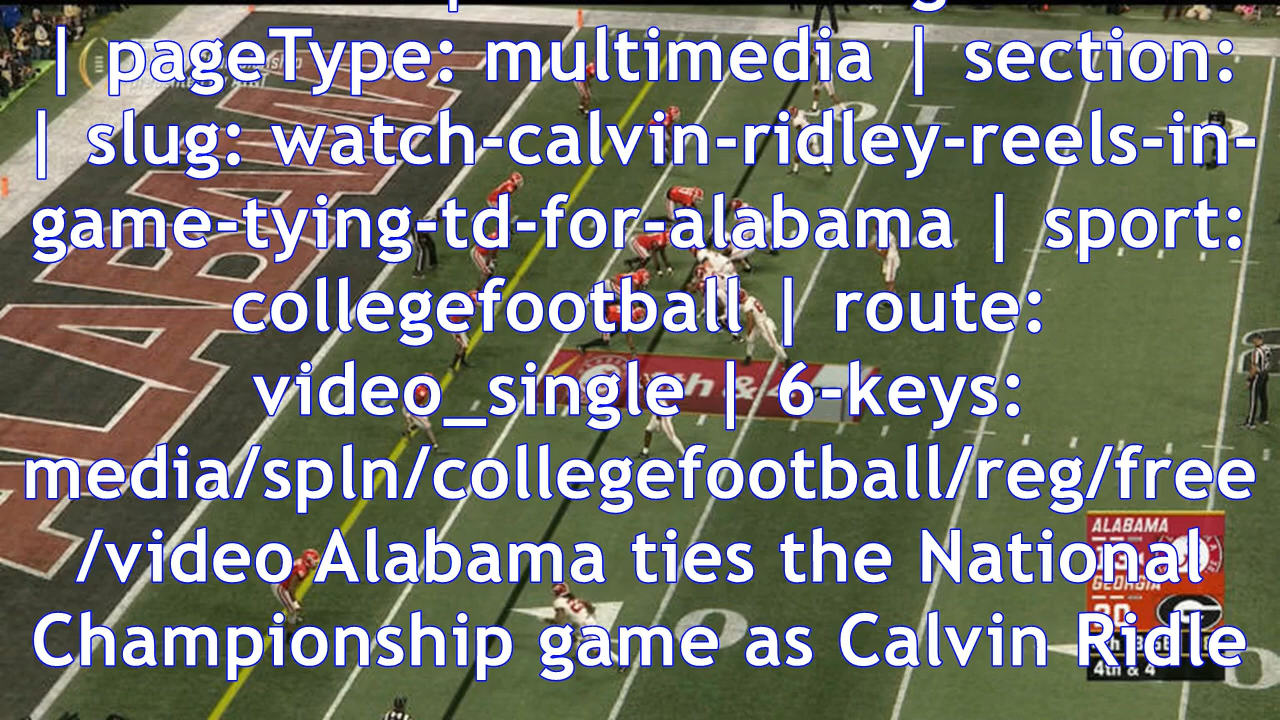 | pageType: multimedia | section:
| slug: watch-calvin-ridley-reels-in-
game-tying-td-for-alabama | sport:
collegefootball | route:
video_single | 6-keys:
media/spln/collegefootball/reg/free
/video Alabama ties the National
Championship game as Calvin Ridle
ALABAMA
ALABAMA
GEORGIA
4th & 4